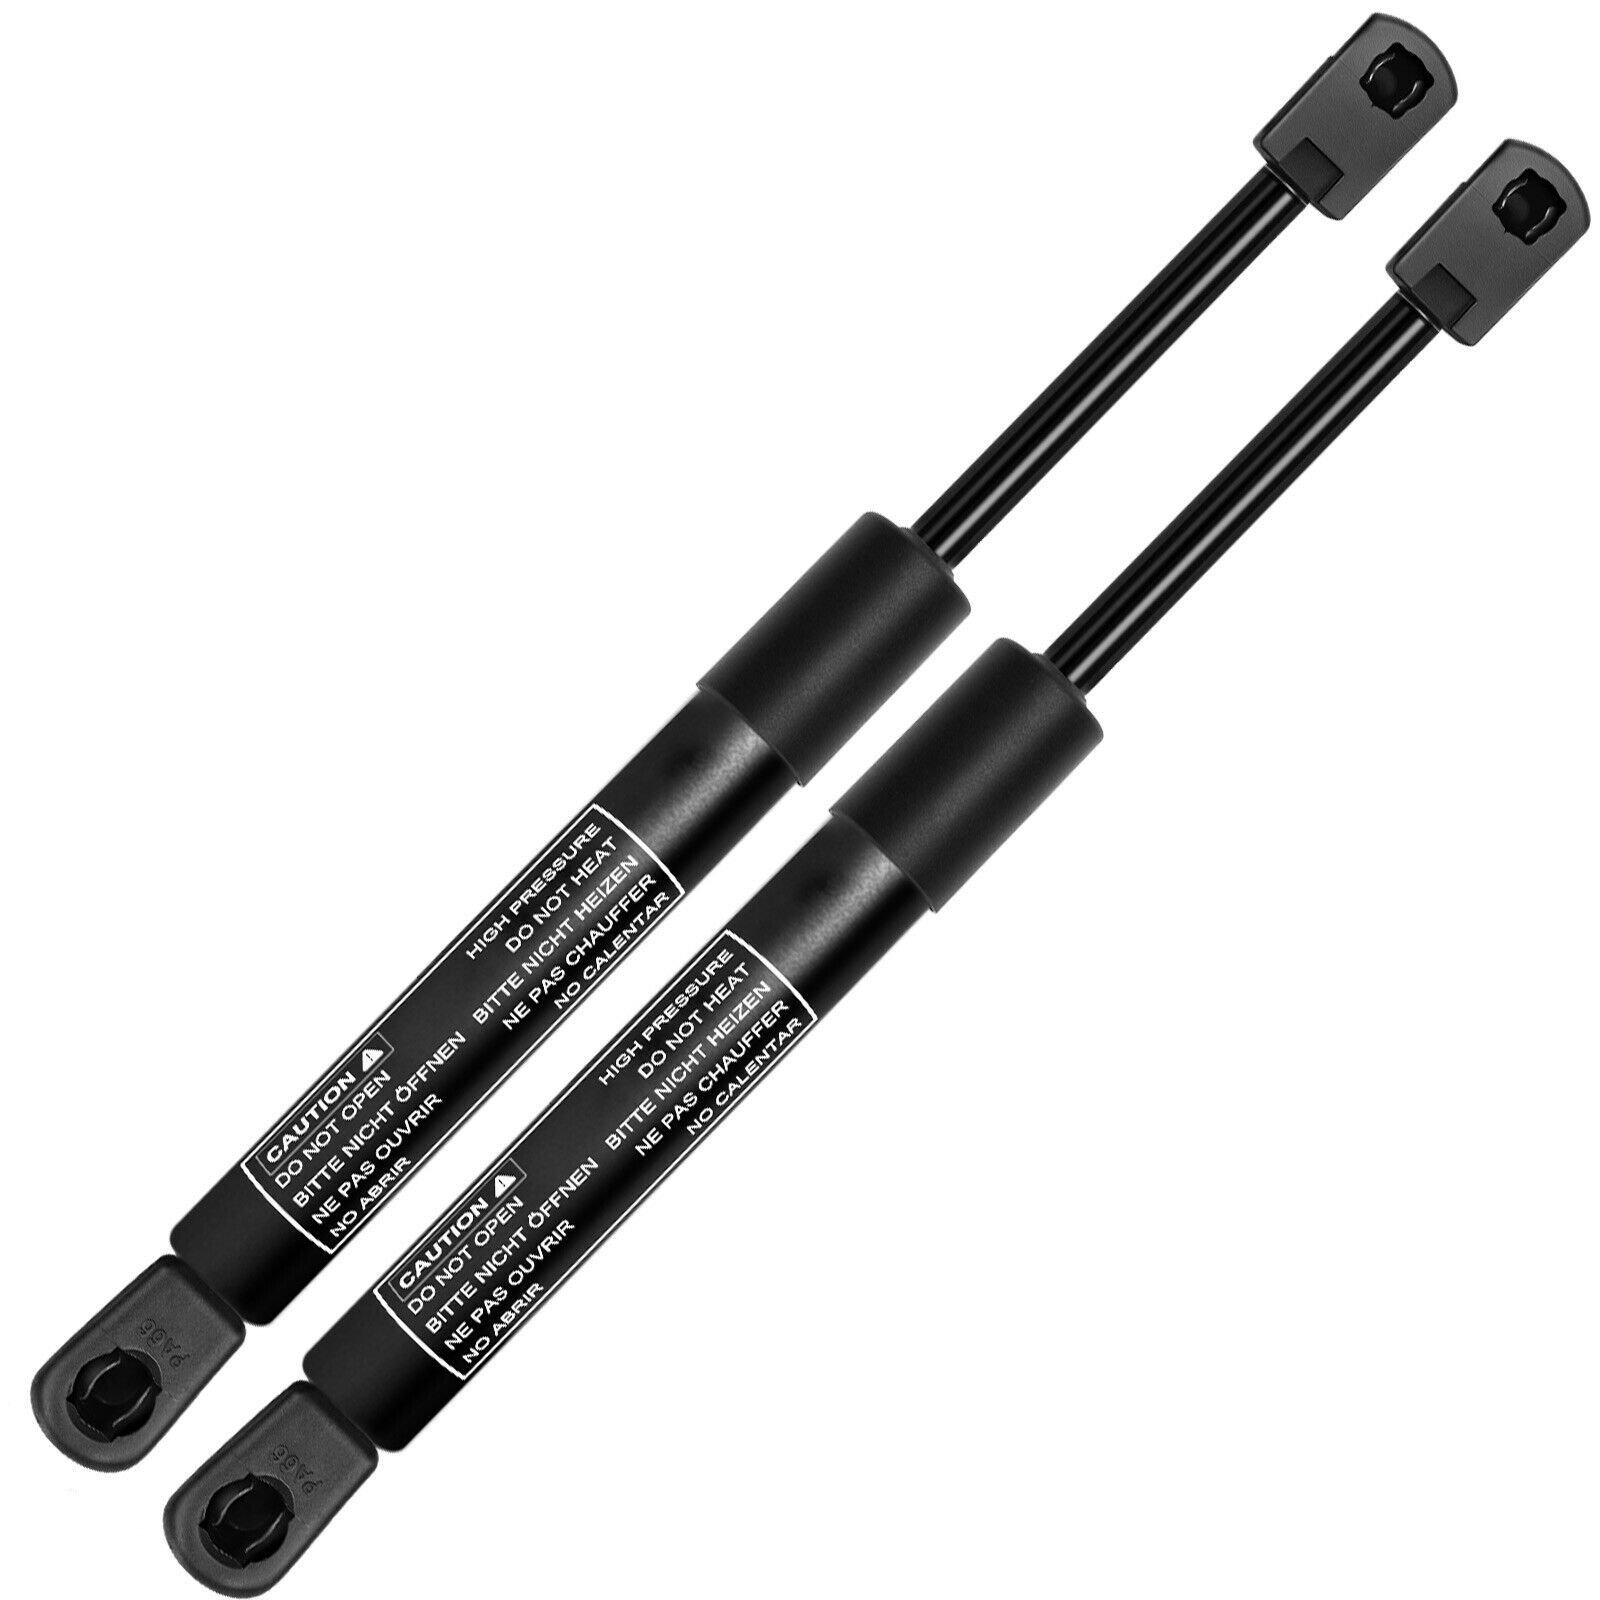 HIGH PRESSURE
DO NOT HEAT
BITTE NICHT HEIZEN
NE PAS CHAUFFER
NO CALENTAR
CAUTION
DO NOT OPEN
BITTE NICHT ÖFFNEN
NE PAS OUVRIR
NO ABRIR
PA66
HIGH PRESSURE
DO NOT HEAT
BITTE NICHT HEIZEN
NE PAS CHAUFFER
NO CALENTAR
CAUTION
DO NOT OPEN
BITTE NICHT ÖFFNEN
NE PAS OUVRIR
NO ABRIR
PA66